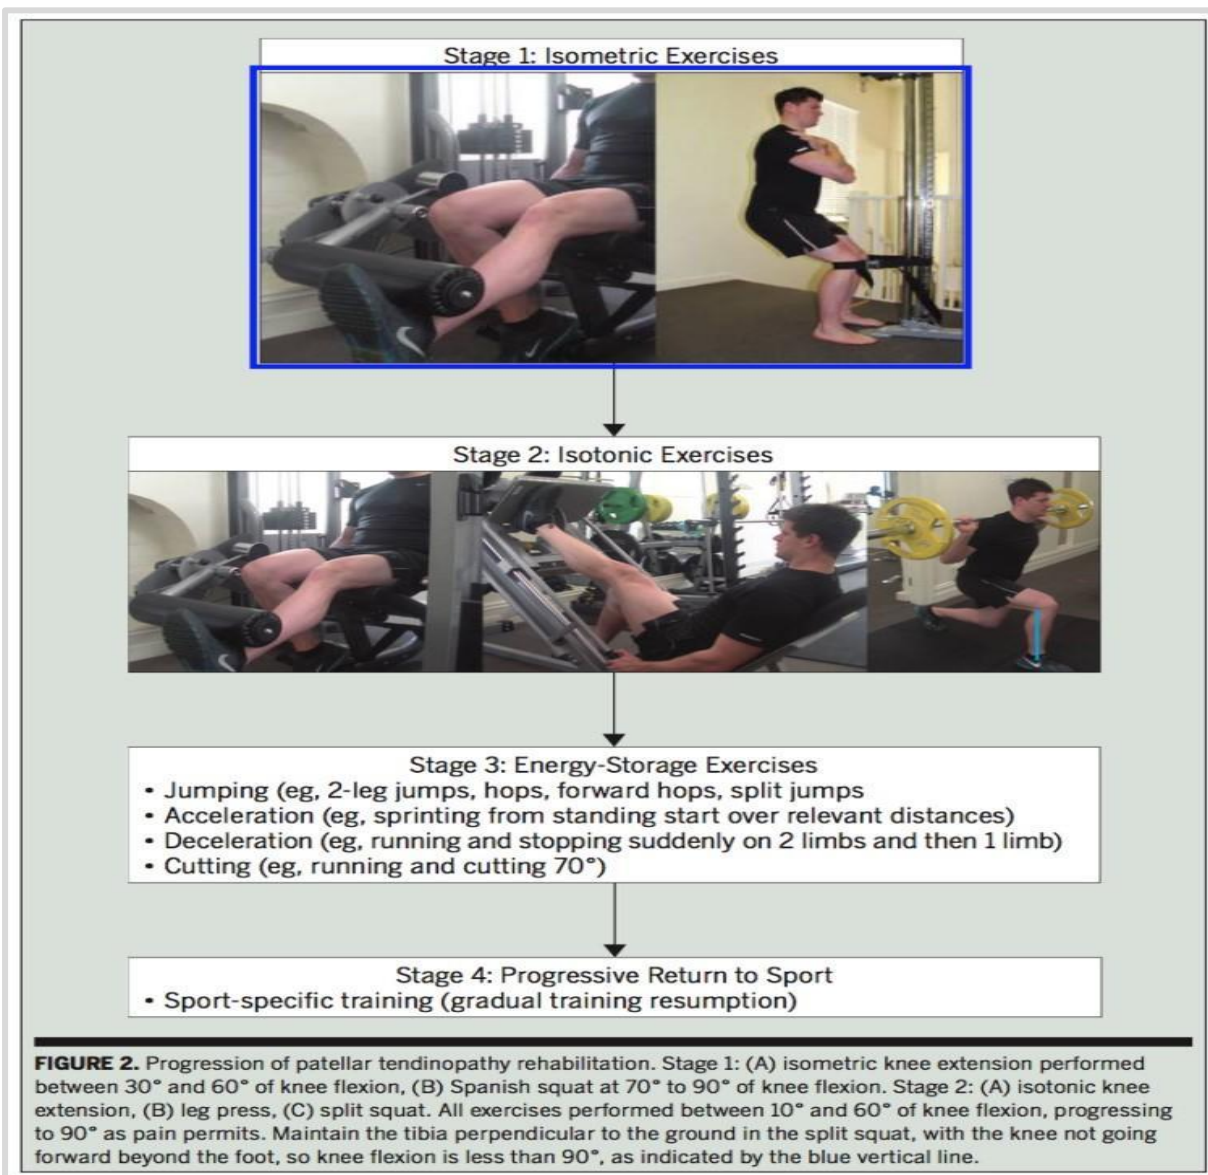 Stage 1: Isometric Exercises
Stage 2: Isotonic Exercises
Stage 3: Energy-Storage Exercises
• Jumping (eg, 2-leg jumps, hops, forward hops, split jumps
• Acceleration (eg, sprinting from standing start over relevant distances)
• Deceleration (eg, running and stopping suddenly on 2 limbs and then 1 limb)
• Cutting (eg, running and cutting 70°)
Stage 4: Progressive Return to Sport
• Sport-specific training (gradual training resumption)
FIGURE 2. Progression of patellar tendinopathy rehabilitation. Stage 1: (A) isometric knee extension performed
between 30° and 60° of knee flexion, (B) Spanish squat at 70° to 90° of knee flexion. Stage 2: (A) isotonic knee
extension, (B) leg press, (C) split squat. All exercises performed between 10° and 60° of knee flexion, progressing
to 90° as pain permits. Maintain the tibia perpendicular to the ground in the split squat, with the knee not going
forward beyond the foot, so knee flexion is less than 90°, as indicated by the blue vertical line.